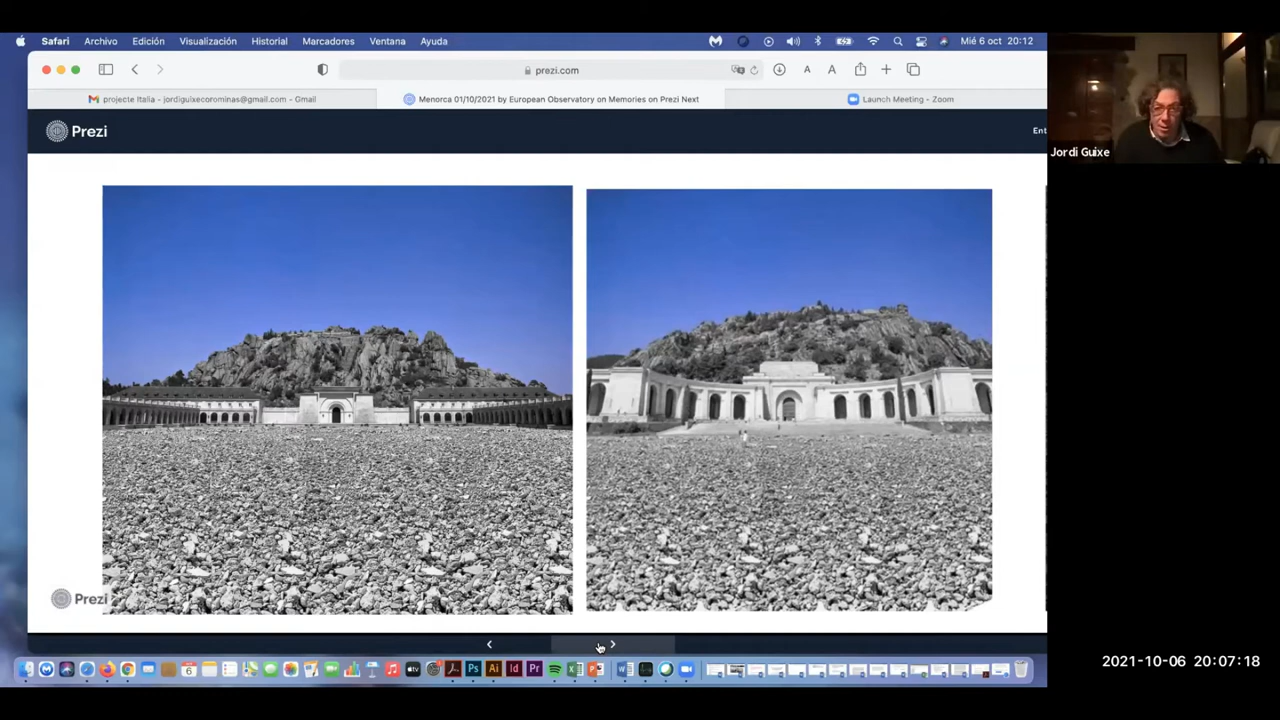 Safari Archivo Edición Visualización Historial Marcadores Ventana Ayuda Mié 6 oct 20:12
prezi.com A A
projecte Italia - jordiguixecorominas@gmail.com - Gmail Menorca 01/10/2021 by European Observatory on Memories on Prezi Next Launch Meeting - Zoom
Prezi Ent
Jordi Guixe
Prezi
2021-10-06 20:07:18